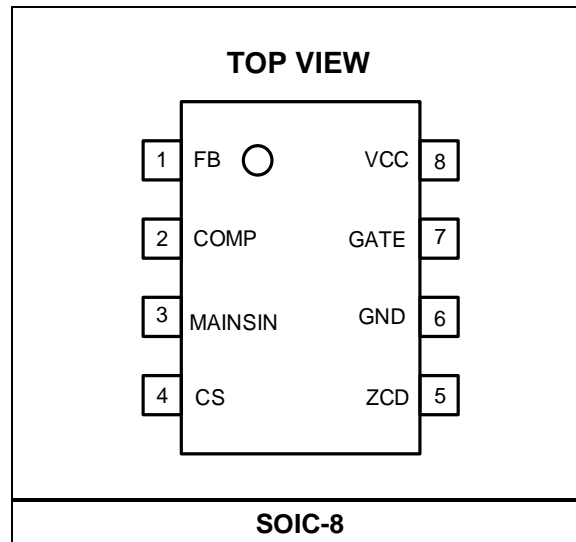 TOP VIEW
1 FB VCC 8
2 COMP GATE 7
3 MAINSIN GND 6
4 CS ZCD 5
SOIC-8